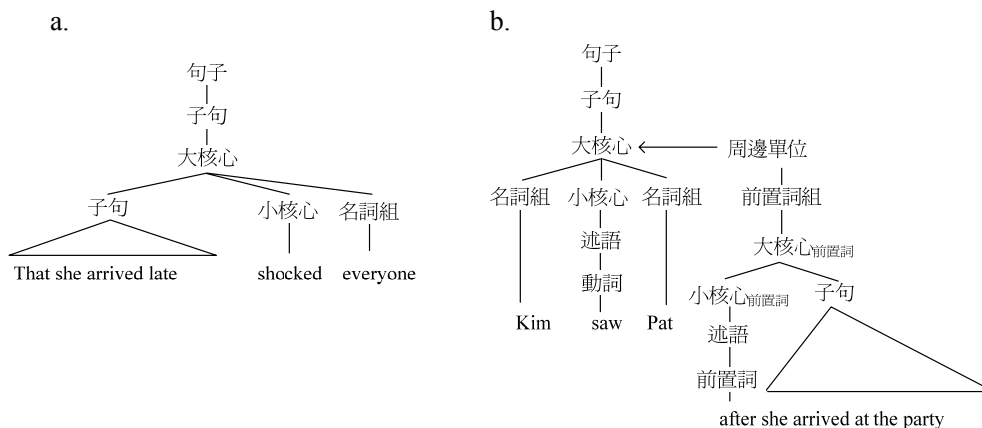 a.
句子
子句
大核心
子句 小核心 名詞組
That she arrived late shocked everyone
b.
句子
子句
大核心 周邊單位
名詞組 小核心 名詞組 前置詞組
述語 大核心前置詞
動詞 小核心前置詞 子句
Kim saw Pat 述語
前置詞
after she arrived at the party